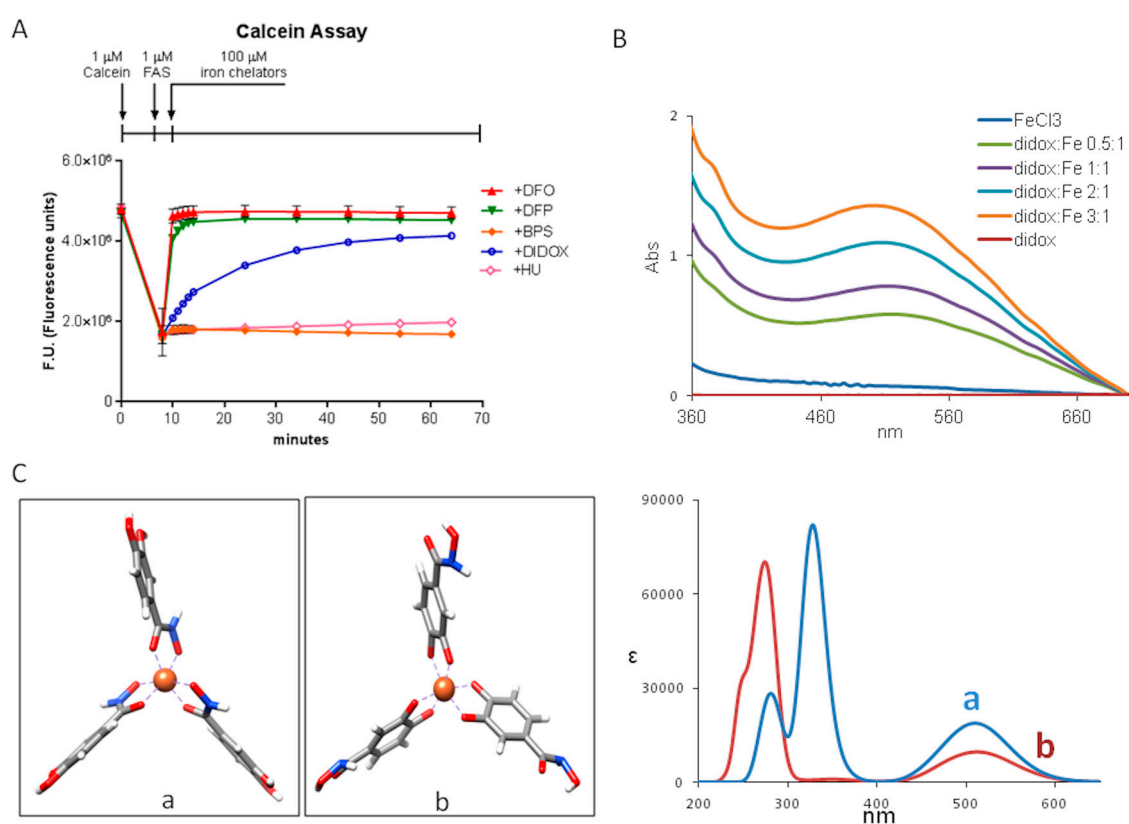 A
Calcein Assay
1 μM
Calcein
1 μM
FAS
100 μM
iron chelators
6.0×10⁶
4.0×10⁶
2.0×10⁶
0
F.U. (Fluorescence units)
0 10 20 30 40 50 60 70
minutes
+DFO
+DFP
+BPS
+DIDOX
+HU
B
2
1
0
Abs
360 460 560 660
nm
FeCl3
didox:Fe 0.5:1
didox:Fe 1:1
didox:Fe 2:1
didox:Fe 3:1
didox
C
a
b
90000
60000
30000
0
ε
a
b
200 300 400 500 600
nm